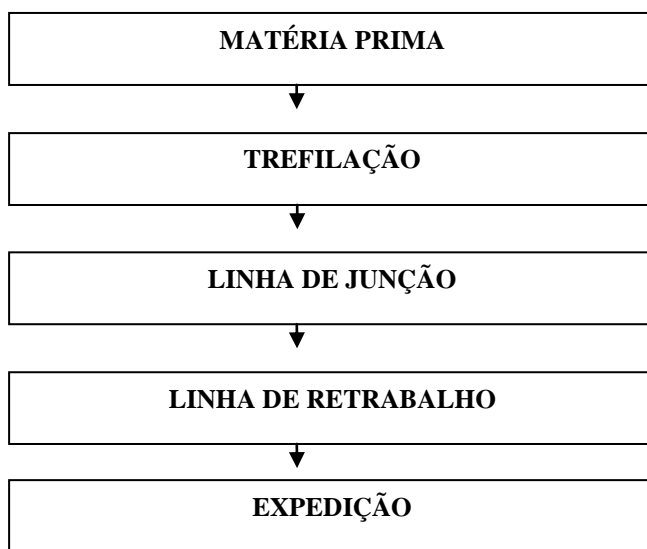 MATÉRIA PRIMA
TREFILAÇÃO
LINHA DE JUNÇÃO
LINHA DE RETRABALHO
EXPEDIÇÃO